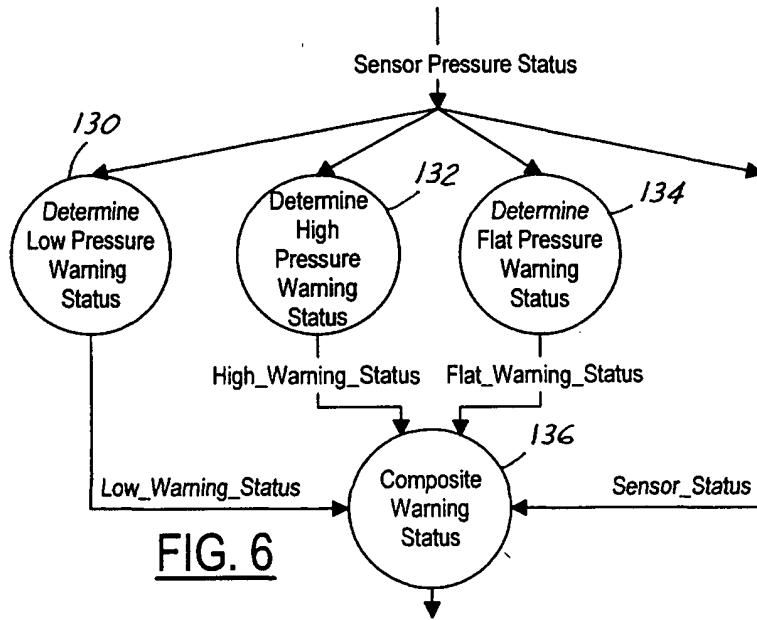 Sensor Pressure Status
130
132
134
Determine
Low Pressure
Warning
Status
Determine
High
Pressure
Warning
Status
Determine
Flat Pressure
Warning
Status
High_Warning_Status
Flat_Warning_Status
136
Low_Warning_Status
Composite
Warning
Status
Sensor_Status
FIG. 6